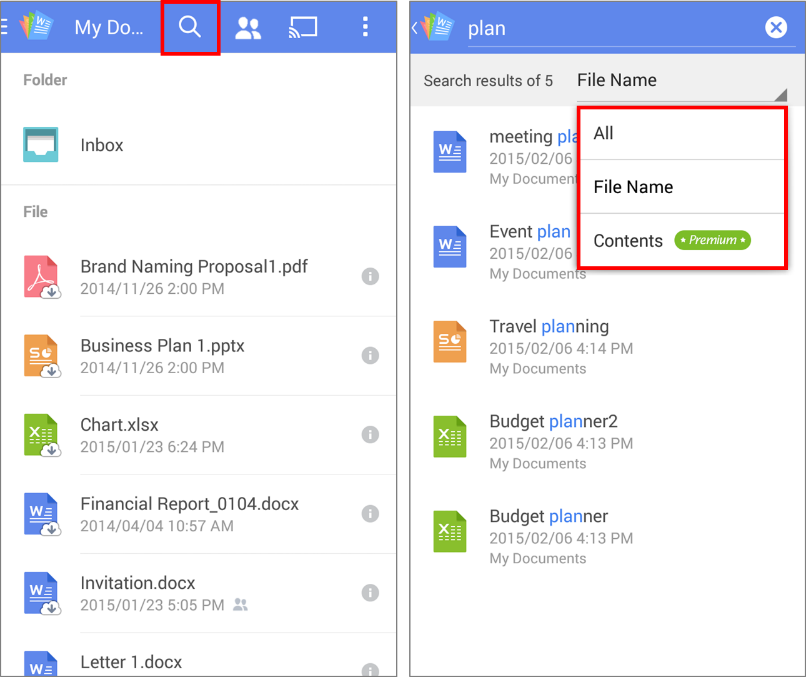 My Do...
Folder
Inbox
File
Brand Naming Proposal1.pdf
2014/11/26 2:00 PM
Business Plan 1.pptx
2014/11/26 2:00 PM
Chart.xlsx
2015/01/23 6:24 PM
Financial Report_0104.docx
2014/04/04 10:57 AM
Invitation.docx
2015/01/23 5:05 PM
Letter 1.docx
plan
Search results of 5 File Name
All
File Name
Contents Premium
meeting pla
2015/02/06
My Document
Event plan
2015/02/06
My Documents
Travel planning
2015/02/06 4:14 PM
My Documents
Budget planner2
2015/02/06 4:13 PM
My Documents
Budget planner
2015/02/06 4:13 PM
My Documents